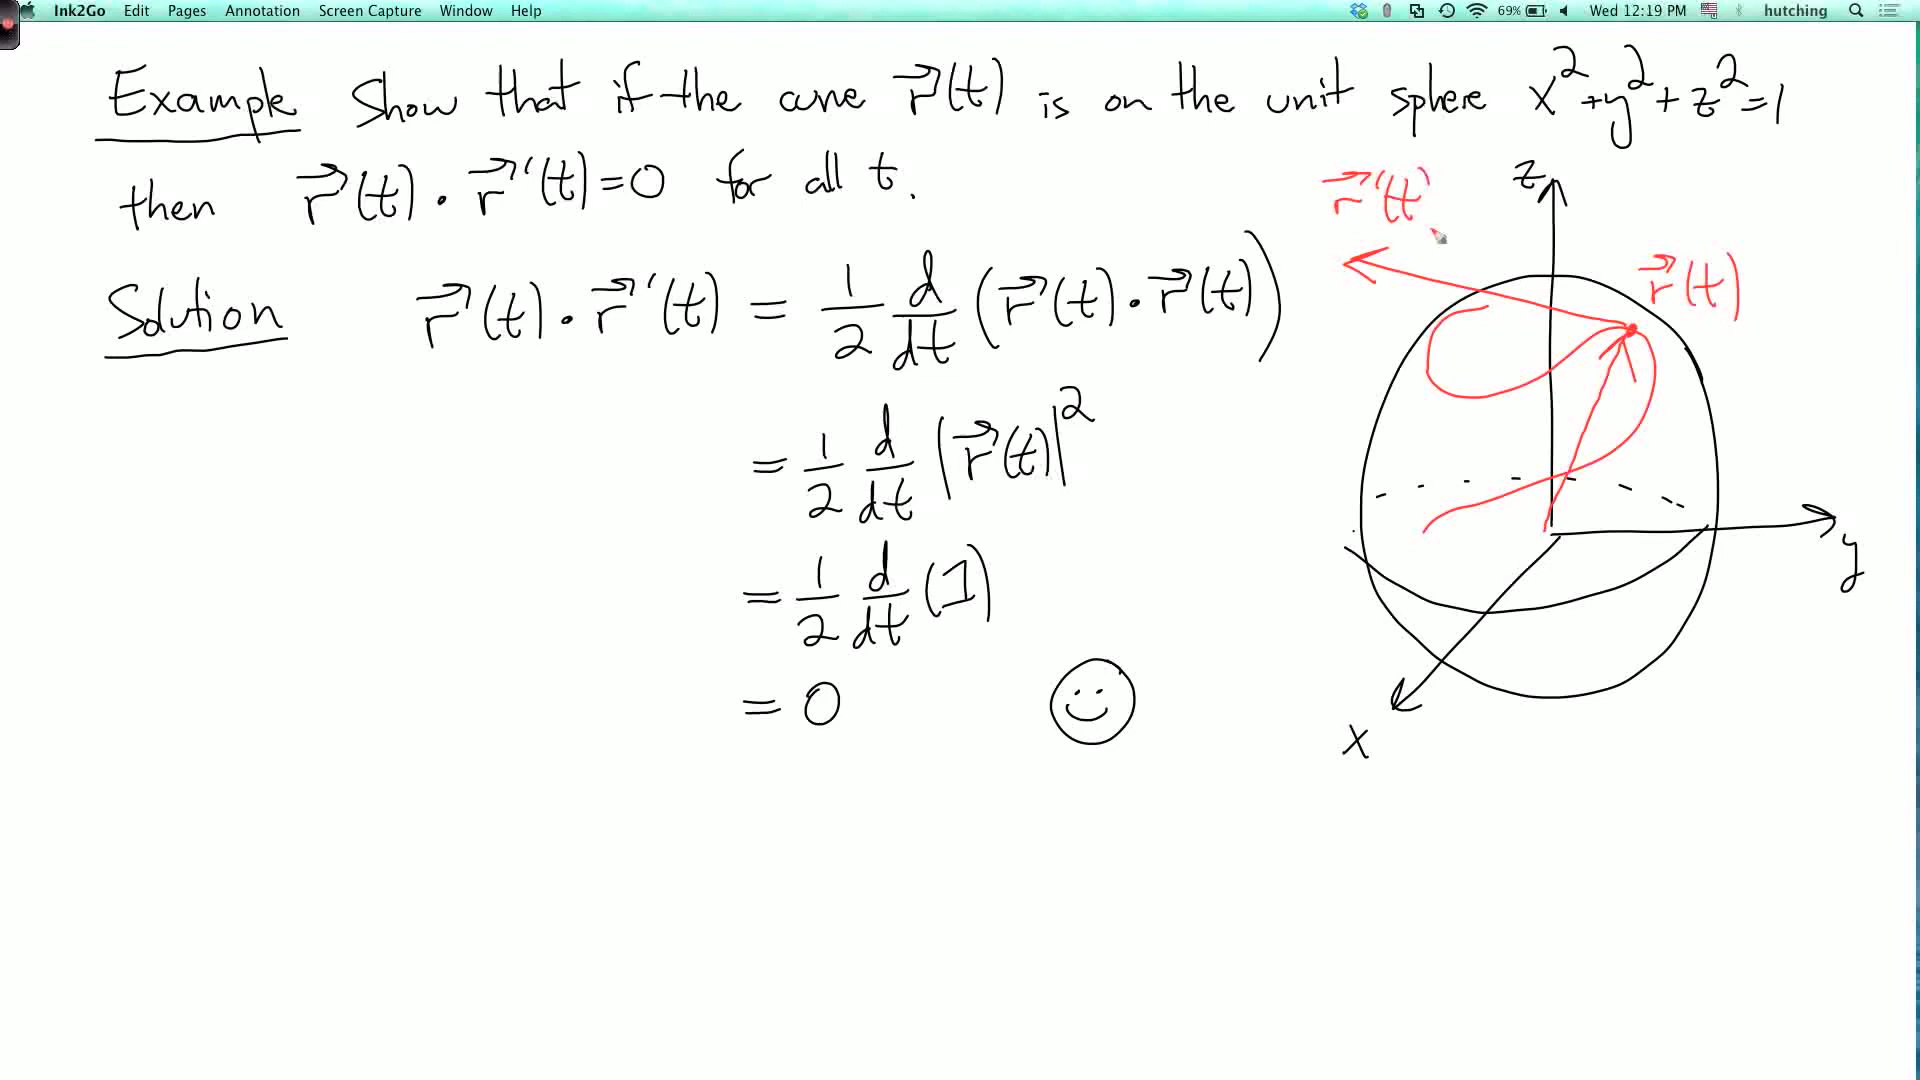 Ink2Go Edit Pages Annotation Screen Capture Window Help 69% Wed 12:19 PM hutching
Example Show that if the curve r⃗(t) is on the unit sphere x²+y²+z²=1
then r⃗(t)·r⃗'(t)=0 for all t.
Solution r⃗(t)·r⃗'(t) = 1/2 d/dt (r⃗(t)·r⃗(t))
= 1/2 d/dt |r⃗(t)|²
= 1/2 d/dt (1)
= 0
r⃗'(t)
z
r⃗(t)
y
x